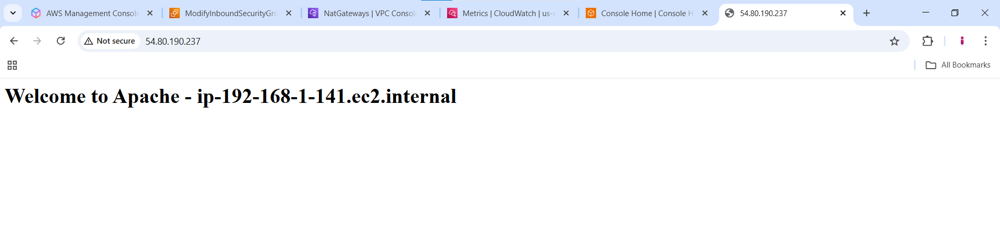 AWS Management Console
ModifyInboundSecurityGro
NatGateways | VPC Consol
Metrics | CloudWatch | us-e
Console Home | Console H
54.80.190.237
Not secure
54.80.190.237
All Bookmarks
Welcome to Apache - ip-192-168-1-141.ec2.internal